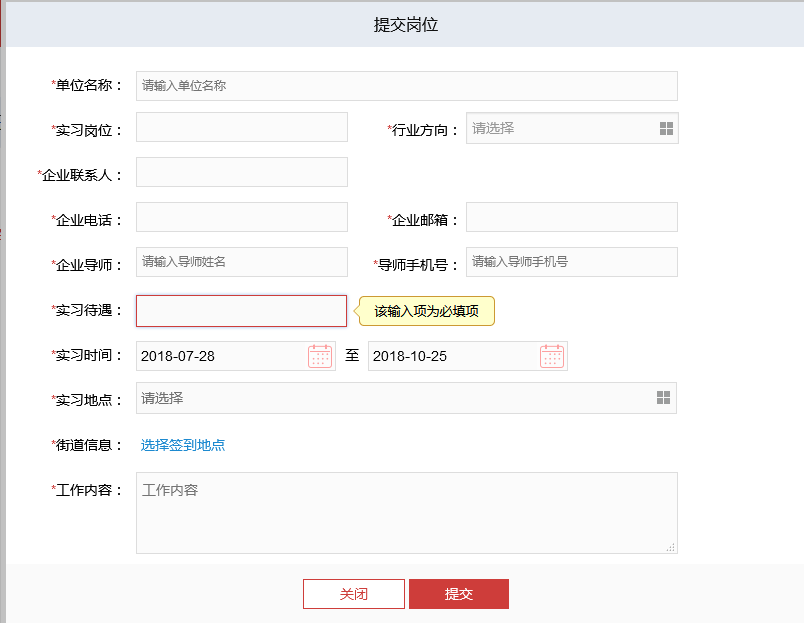 提交岗位
*单位名称： 请输入单位名称
*实习岗位： *行业方向： 请选择
*企业联系人：
*企业电话： *企业邮箱：
*企业导师： 请输入导师姓名 *导师手机号： 请输入导师手机号
*实习待遇： 该输入项为必填项
*实习时间： 2018-07-28 至 2018-10-25
*实习地点： 请选择
*街道信息： 选择签到地点
*工作内容： 工作内容
关闭 提交